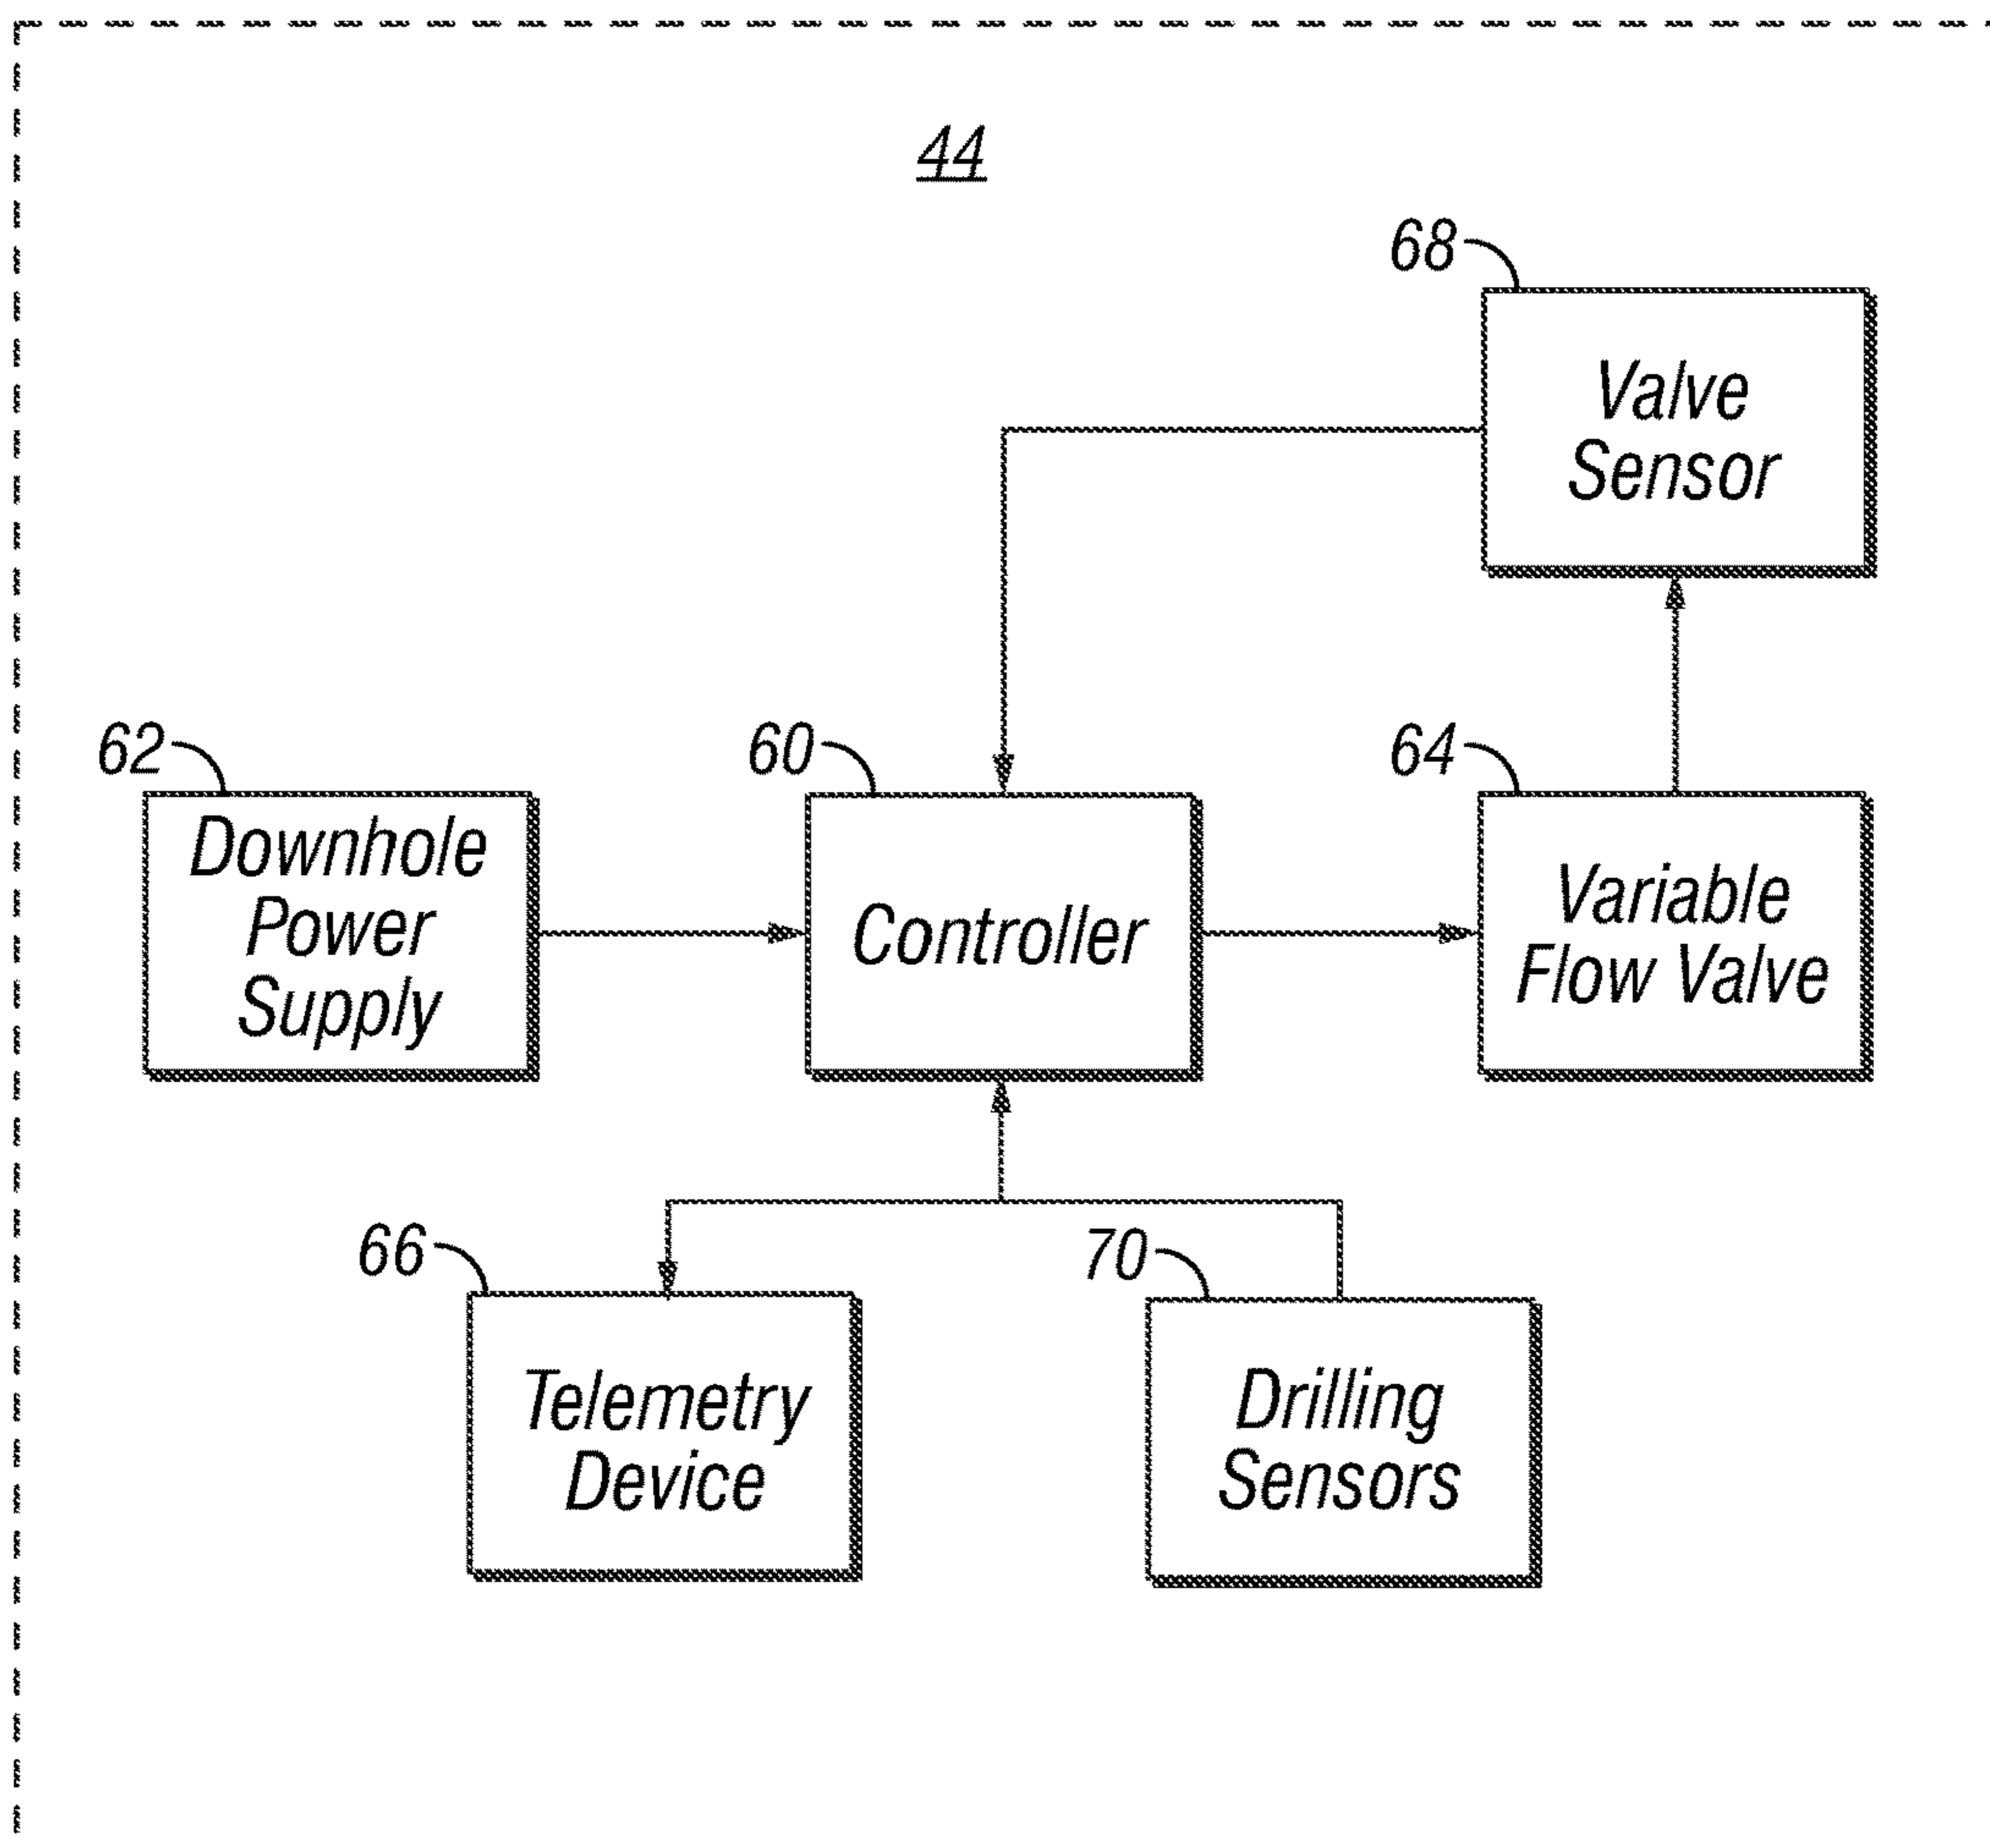 44
68
Valve
Sensor
62
60
64
Downhole
Power
Supply
Controller
Variable
Flow Valve
66
70
Telemetry
Device
Drilling
Sensors